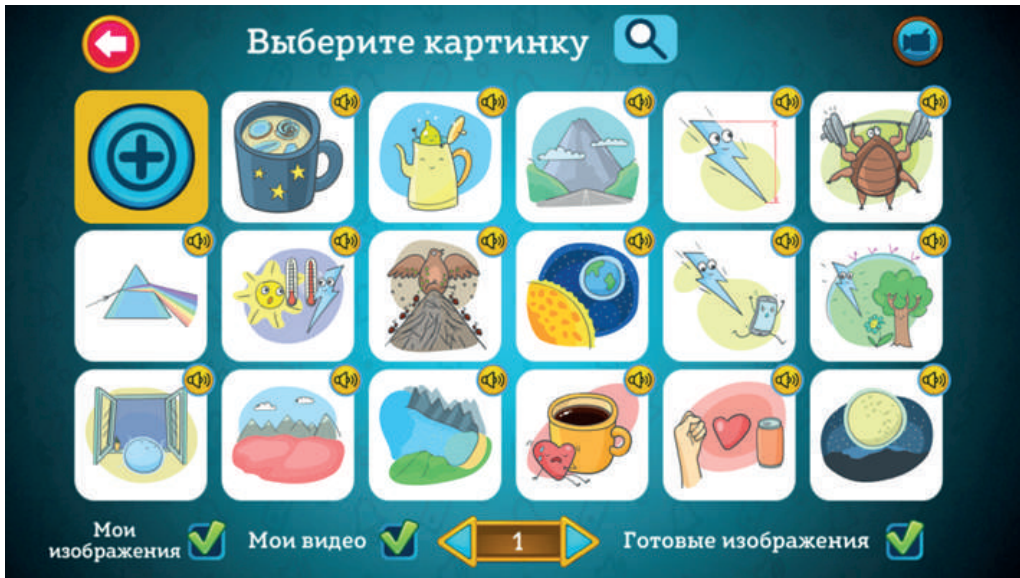 Выберите картинку
Мои
изображения
Мои видео
1
Готовые изображения